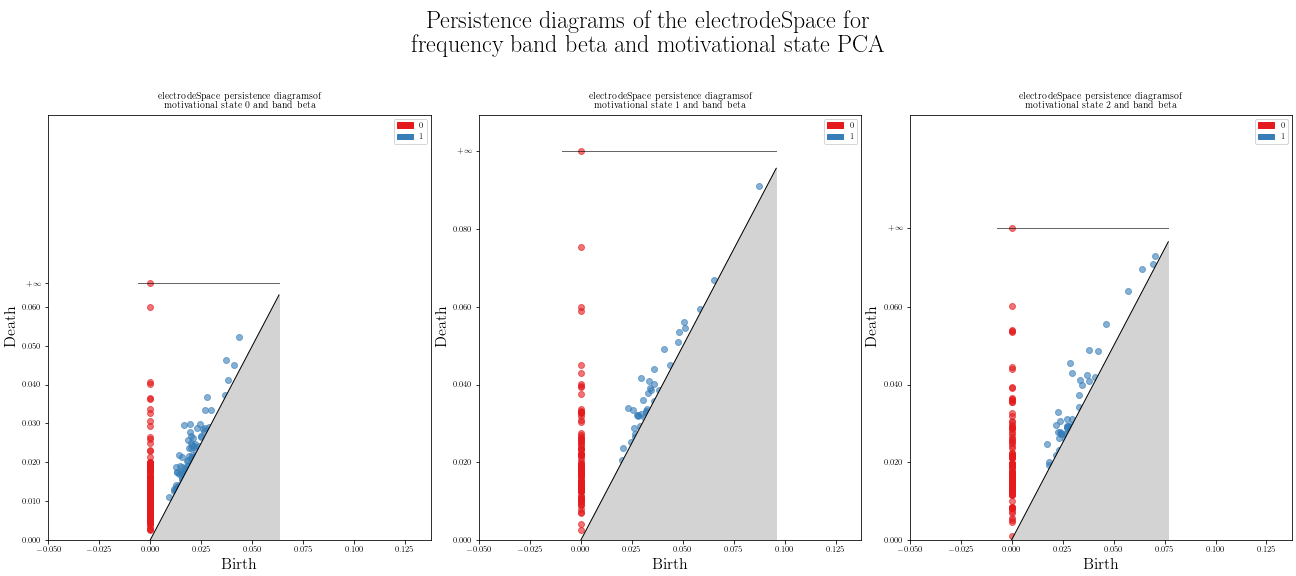 Persistence diagrams of the electrodeSpace for
frequency band beta and motivational state PCA
electrodeSpace persistence diagramsof
motivational state 0 and band beta
0
1
+∞
0.060
0.050
0.040
0.030
0.020
0.010
0.000
Death
−0.050 −0.025 0.000 0.025 0.050 0.075 0.100 0.125
Birth
electrodeSpace persistence diagramsof
motivational state 1 and band beta
0
1
+∞
0.080
0.060
0.040
0.020
0.000
Death
−0.050 −0.025 0.000 0.025 0.050 0.075 0.100 0.125
Birth
electrodeSpace persistence diagramsof
motivational state 2 and band beta
0
1
+∞
0.060
0.040
0.020
0.000
Death
−0.050 −0.025 0.000 0.025 0.050 0.075 0.100 0.125
Birth